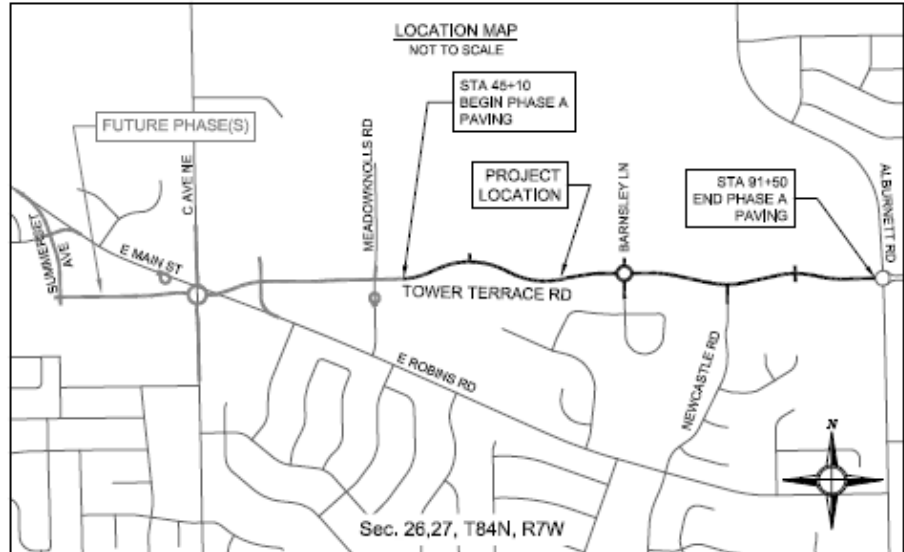 LOCATION MAP
NOT TO SCALE
STA 45+10
BEGIN PHASE A
PAVING
FUTURE PHASE(S)
C AVE NE
MEADOWKNOLLS RD
PROJECT
LOCATION
BARNSLEY LN
STA 91+50
END PHASE A
PAVING
ALBURNETT RD
SUMMERSET
AVE
E MAIN ST
TOWER TERRACE RD
E ROBINS RD
NEWCASTLE RD
N
Sec. 26,27, T84N, R7W